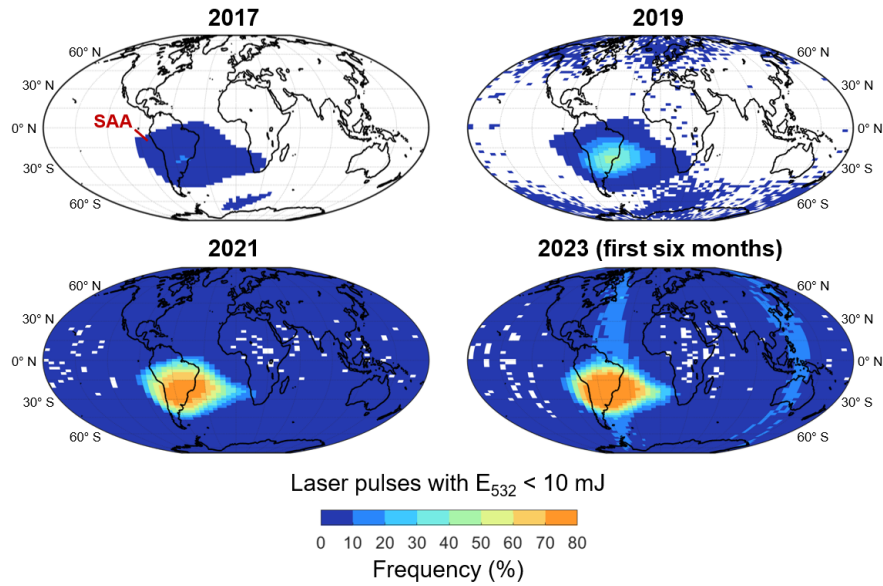 2017
2019
60° N
30° N
0° N
30° S
60° S
SAA
60° N
30° N
0° N
30° S
60° S
2021
2023 (first six months)
60° N
30° N
0° N
30° S
60° S
60° N
30° N
0° N
30° S
60° S
Laser pulses with E532 < 10 mJ
0 10 20 30 40 50 60 70 80
Frequency (%)